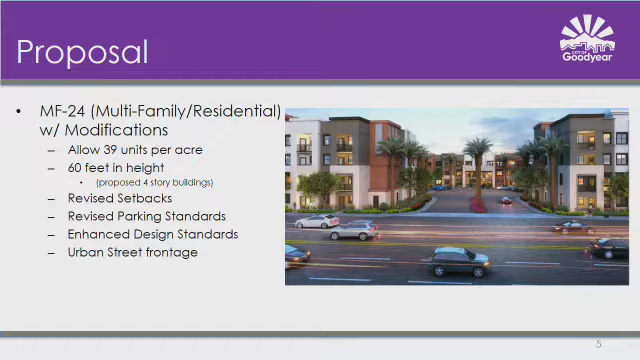 Proposal
CITY OF
Goodyear
• MF-24 (Multi-Family/Residential)
w/ Modifications
– Allow 39 units per acre
– 60 feet in height
• (proposed 4 story buildings)
– Revised Setbacks
– Revised Parking Standards
– Enhanced Design Standards
– Urban Street frontage
5